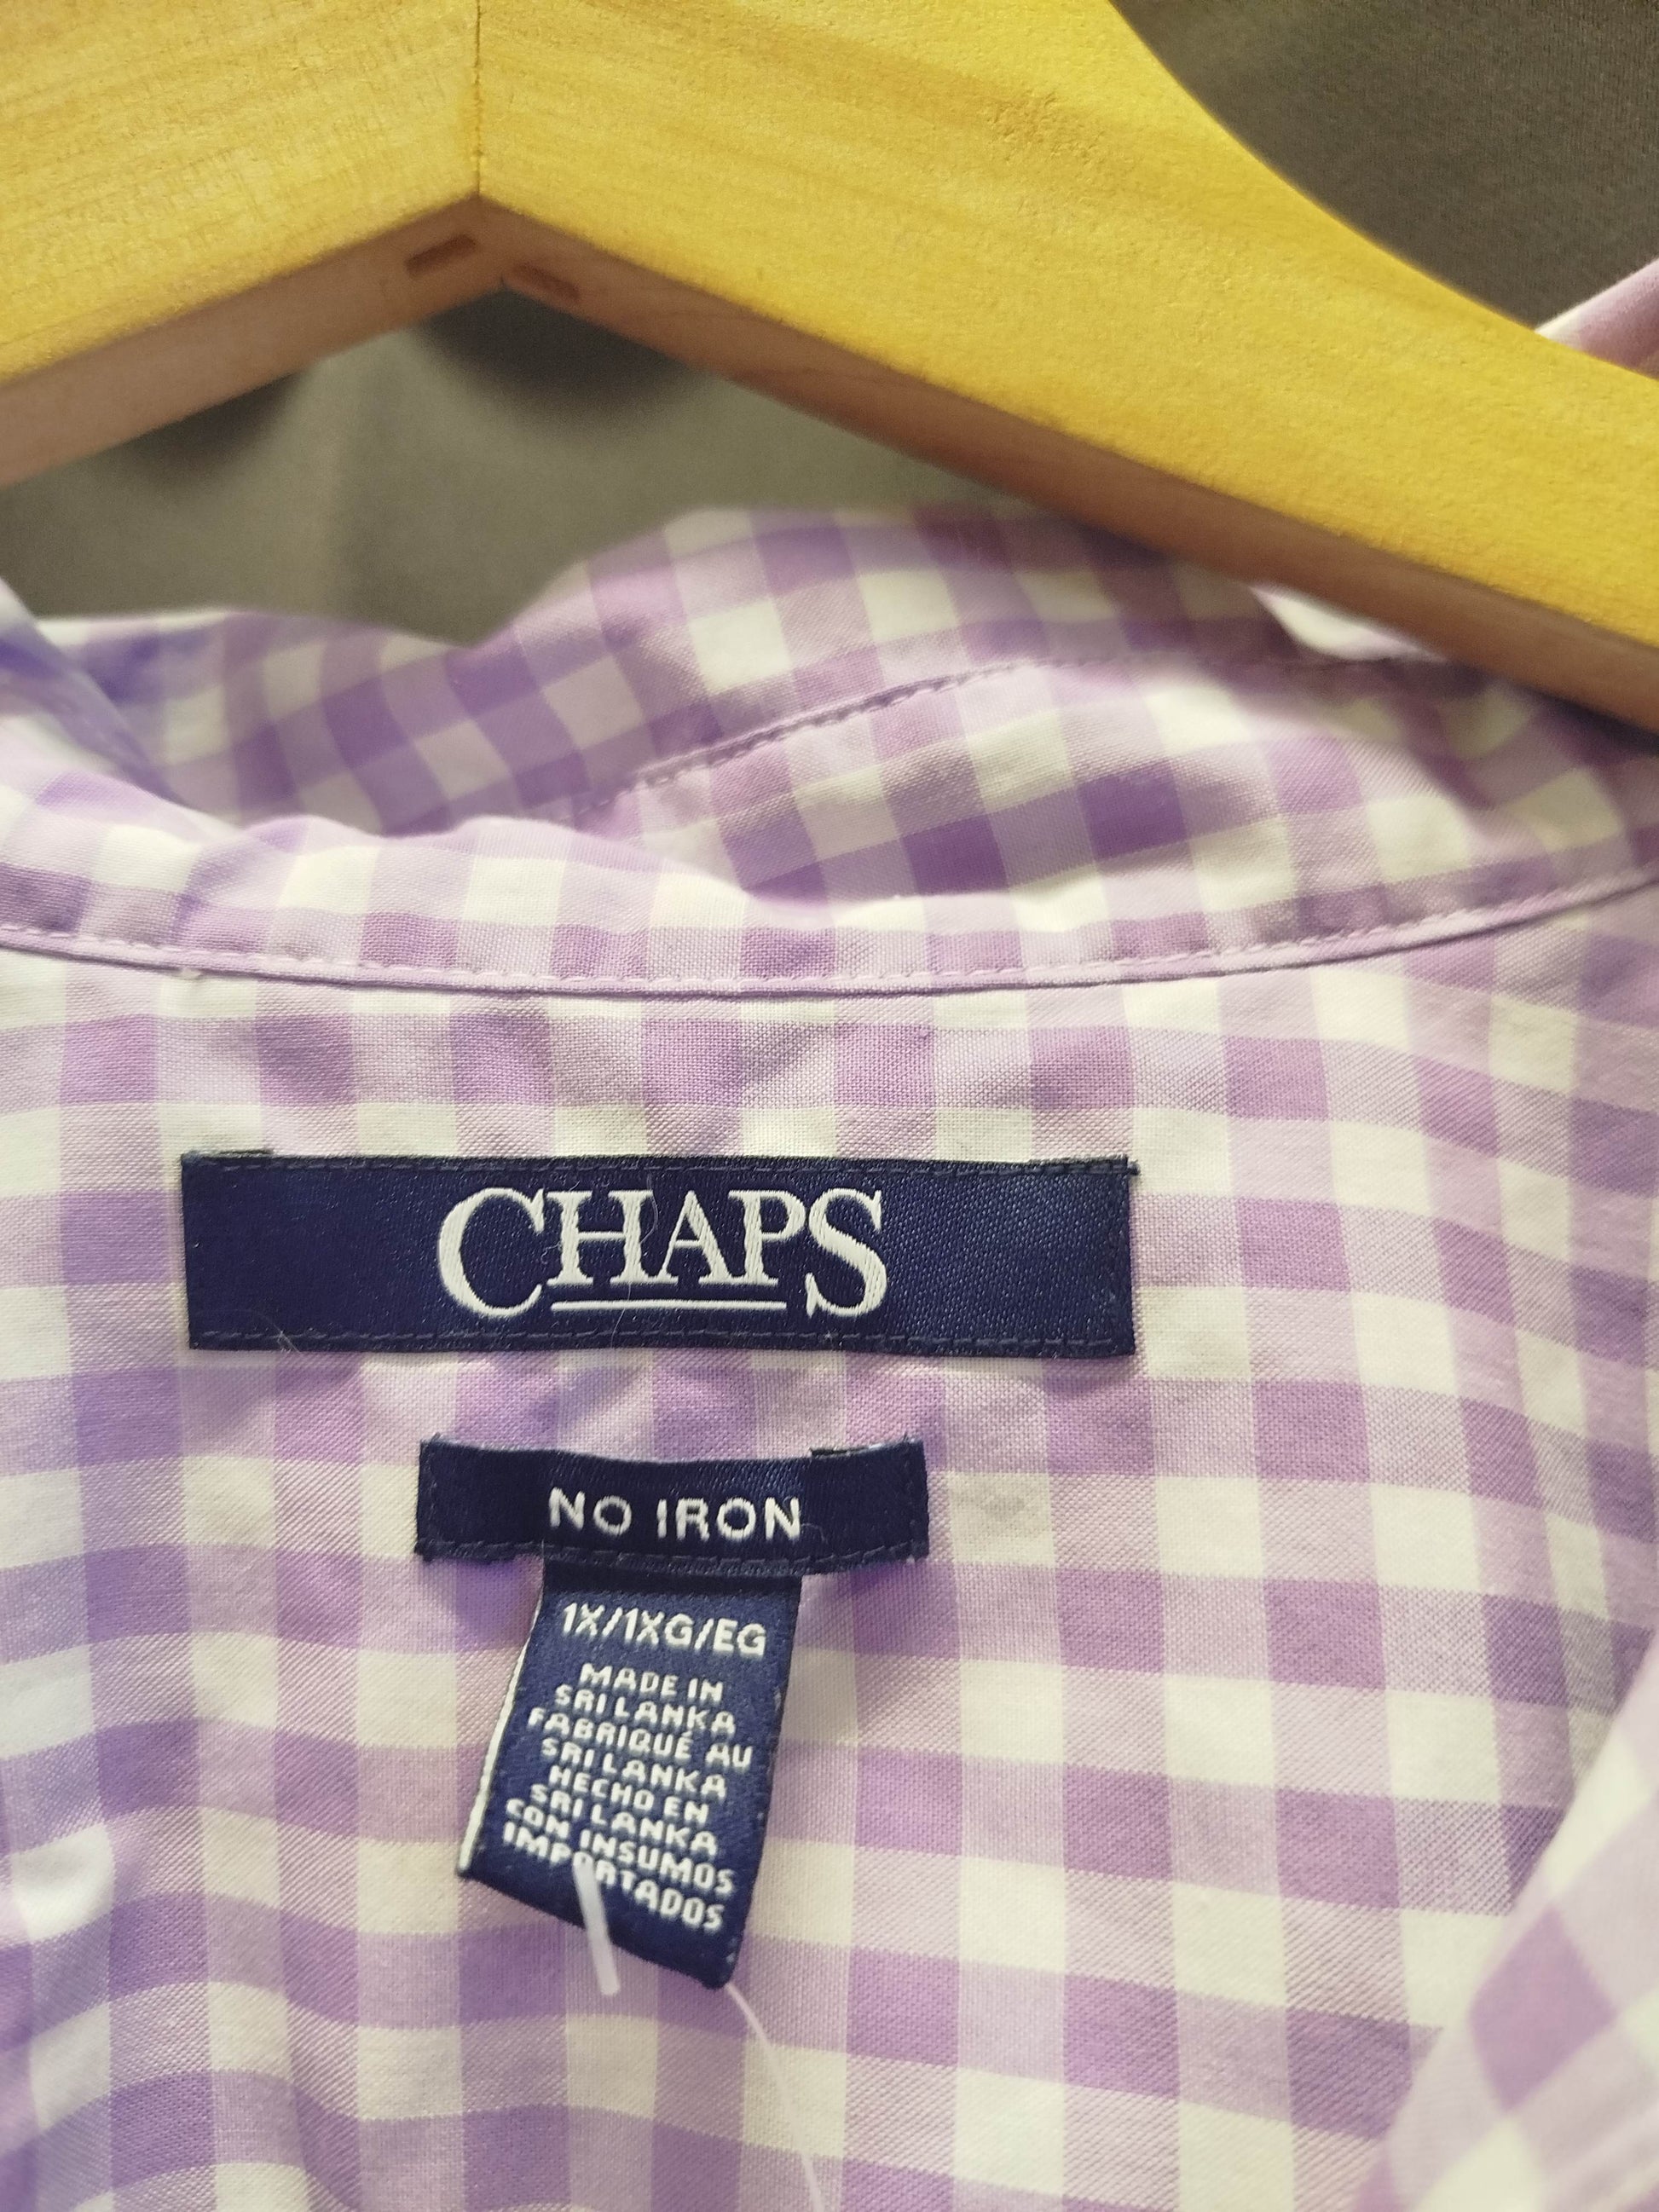 CHAPS
NO IRON
1X/1XG/EG
MADE IN
SRI LANKA
FABRIQUÉ AU
SRI LANKA
HECHO EN
SRI LANKA
CON INSUMOS
IMPORTADOS